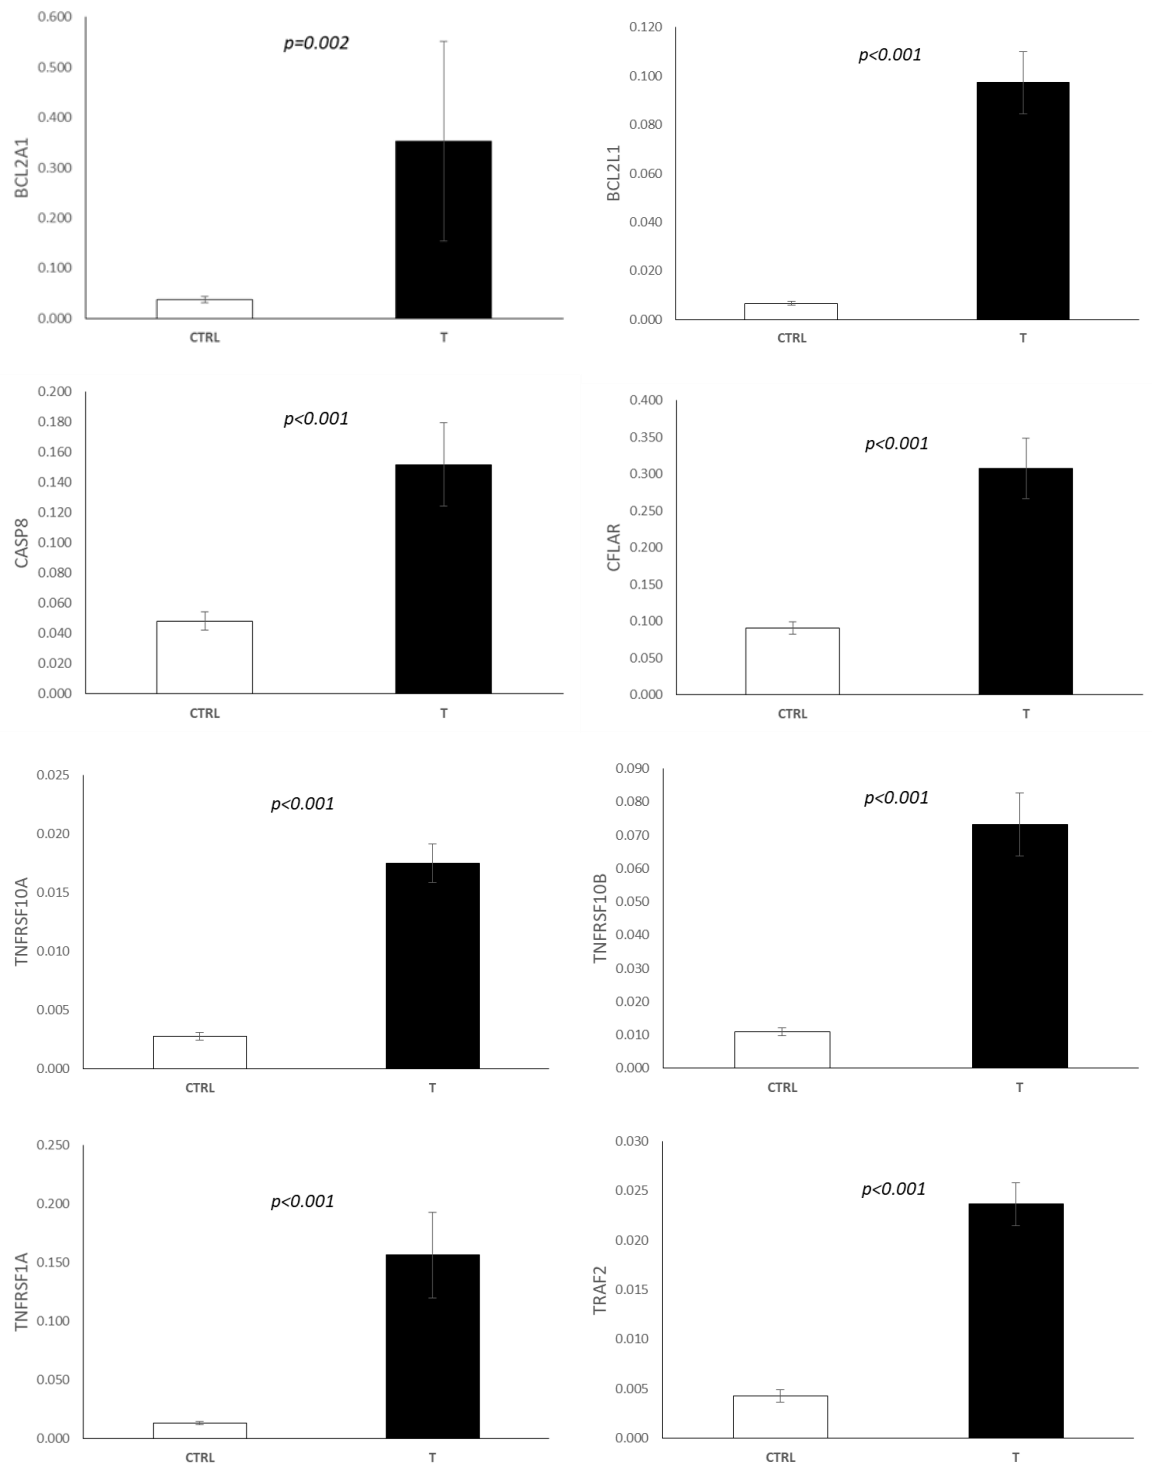 0.600
0.500
0.400
0.300
0.200
0.100
0.000
BCL2A1
p=0.002
CTRL
T
0.120
0.100
0.080
0.060
0.040
0.020
0.000
BCL2L1
p<0.001
CTRL
T
0.200
0.180
0.160
0.140
0.120
0.100
0.080
0.060
0.040
0.020
0.000
CASP8
p<0.001
CTRL
T
0.400
0.350
0.300
0.250
0.200
0.150
0.100
0.050
0.000
CFLAR
p<0.001
CTRL
T
0.025
0.020
0.015
0.010
0.005
0.000
TNFRSF10A
p<0.001
CTRL
T
0.090
0.080
0.070
0.060
0.050
0.040
0.030
0.020
0.010
0.000
TNFRSF10B
p<0.001
CTRL
T
0.250
0.200
0.150
0.100
0.050
0.000
TNFRSF1A
p<0.001
CTRL
T
0.030
0.025
0.020
0.015
0.010
0.005
0.000
TRAF2
p<0.001
CTRL
T